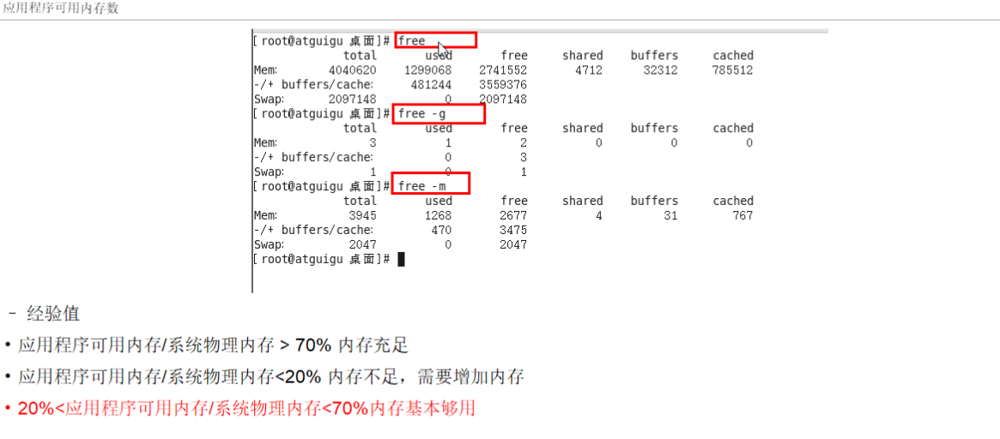 应用程序可用内存数
[ root@atguigu 桌面]# free
total used free shared buffers cached
Mem: 4040620 1299068 2741552 4712 32312 785512
-/+ buffers/cache: 481244 3559376
Swap: 2097148 0 2097148
[ root@atguigu 桌面]# free -g
total used free shared buffers cached
Mem: 3 1 2 0 0 0
-/+ buffers/cache: 0 3
Swap: 1 0 1
[ root@atguigu 桌面]# free -m
total used free shared buffers cached
Mem: 3945 1268 2677 4 31 767
-/+ buffers/cache: 470 3475
Swap: 2047 0 2047
[ root@atguigu 桌面]#
– 经验值
• 应用程序可用内存/系统物理内存 > 70% 内存充足
• 应用程序可用内存/系统物理内存<20% 内存不足，需要增加内存
• 20%<应用程序可用内存/系统物理内存<70%内存基本够用